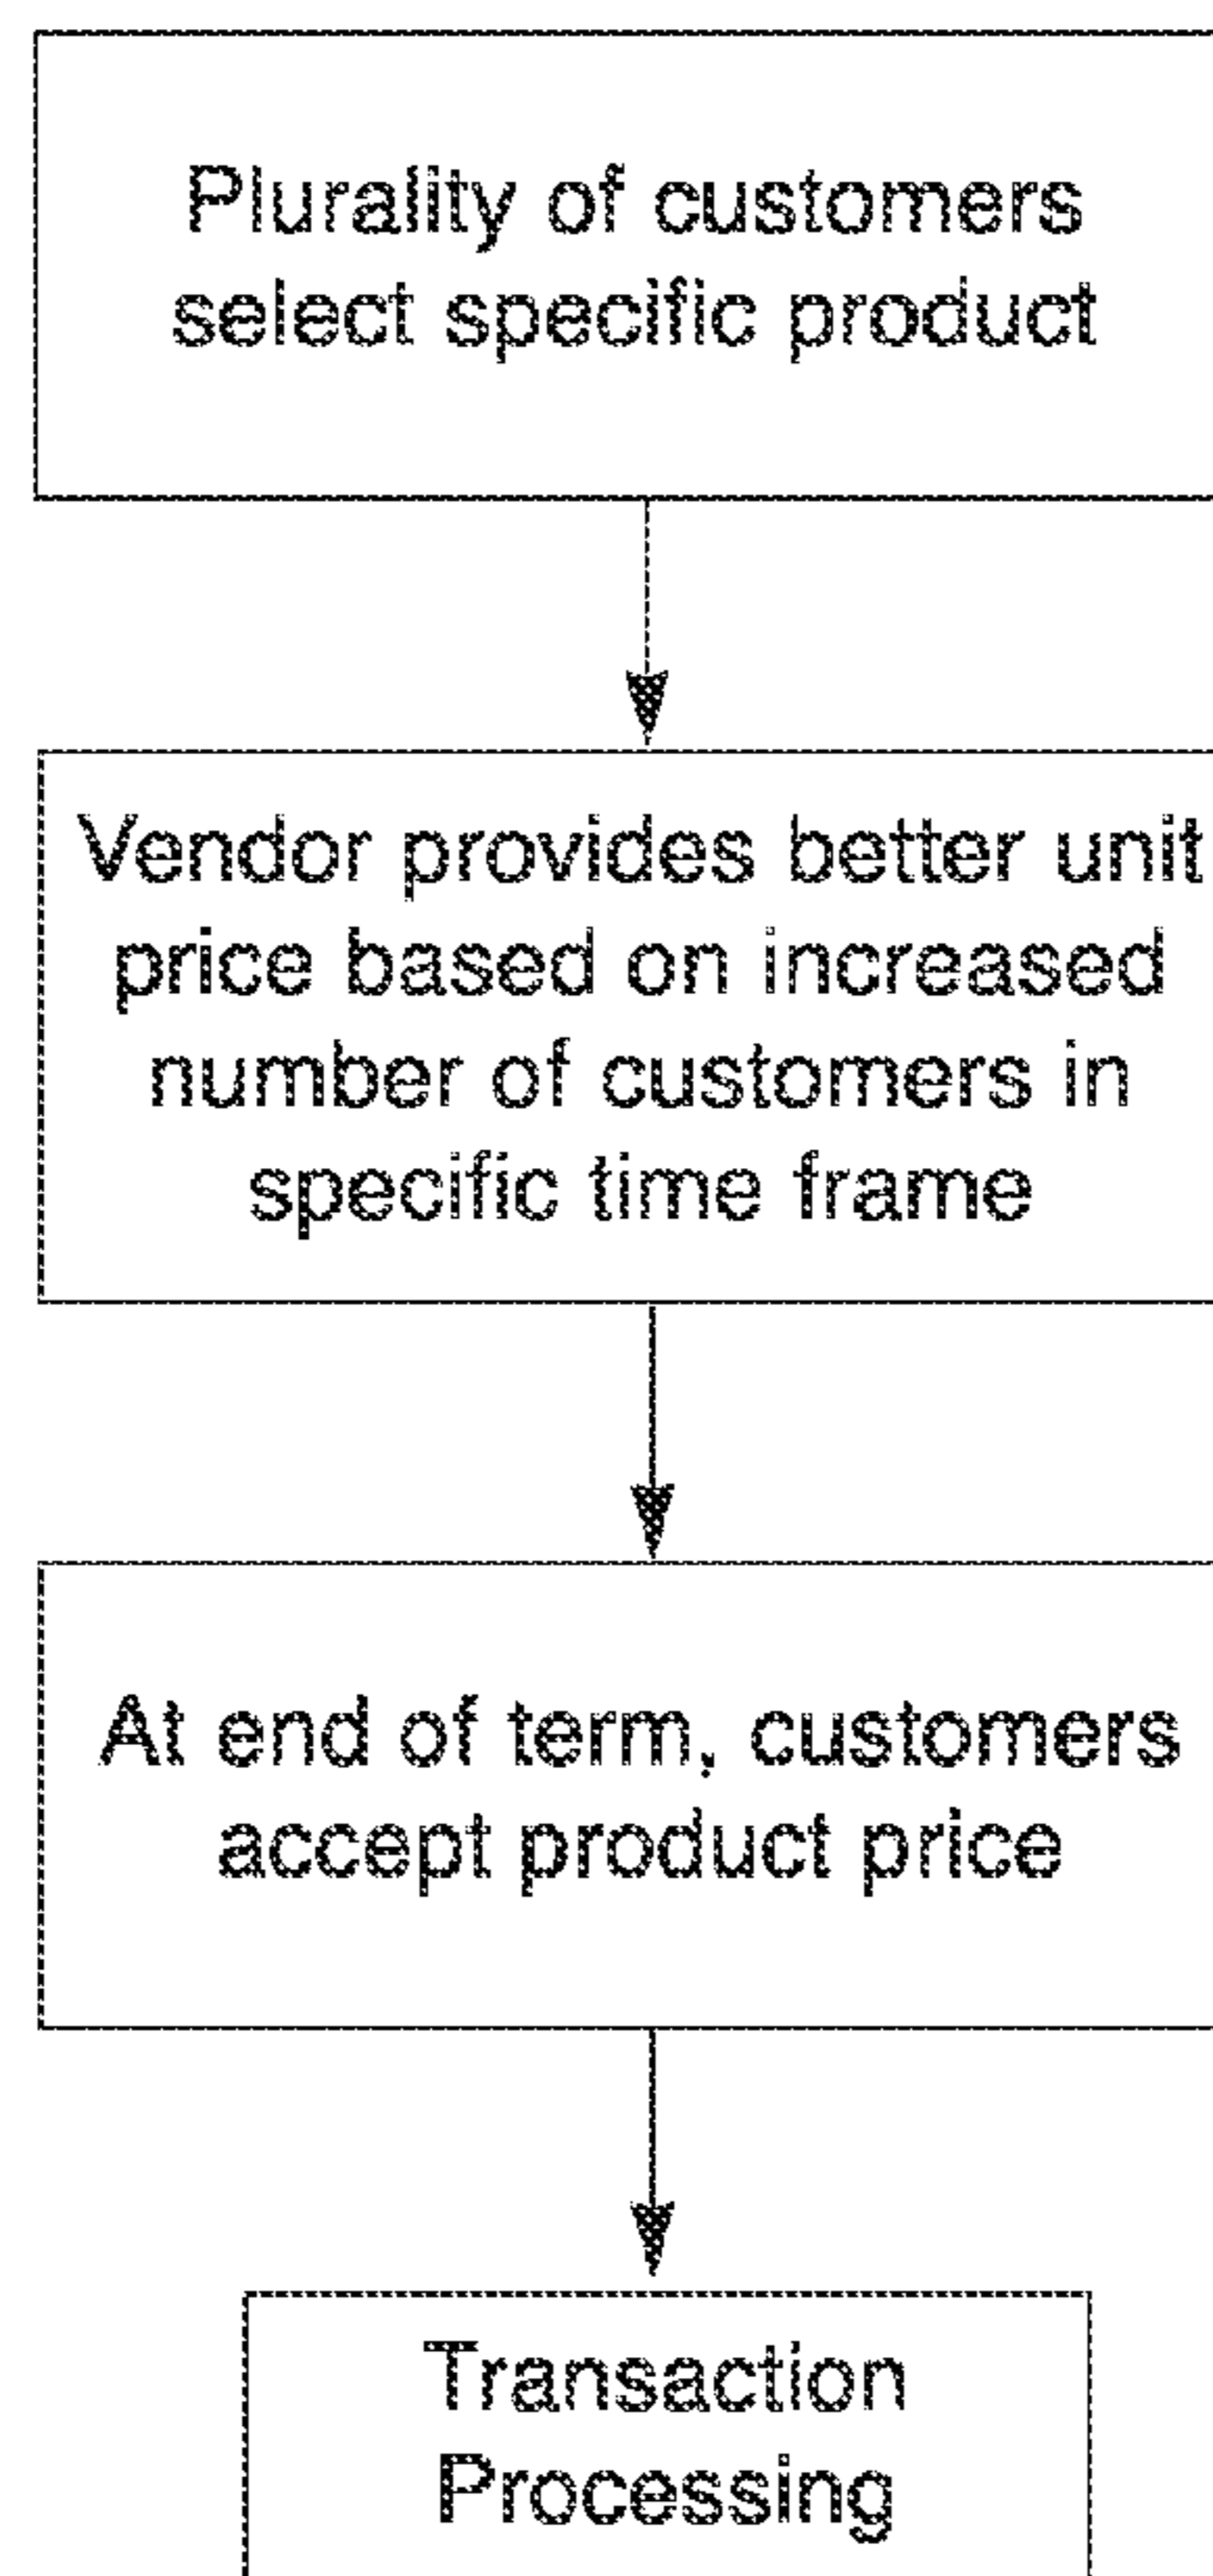 Plurality of customers
select specific product
Vendor provides better unit
price based on increased
number of customers in
specific time frame
At end of term, customers
accept product price
Transaction
Processing